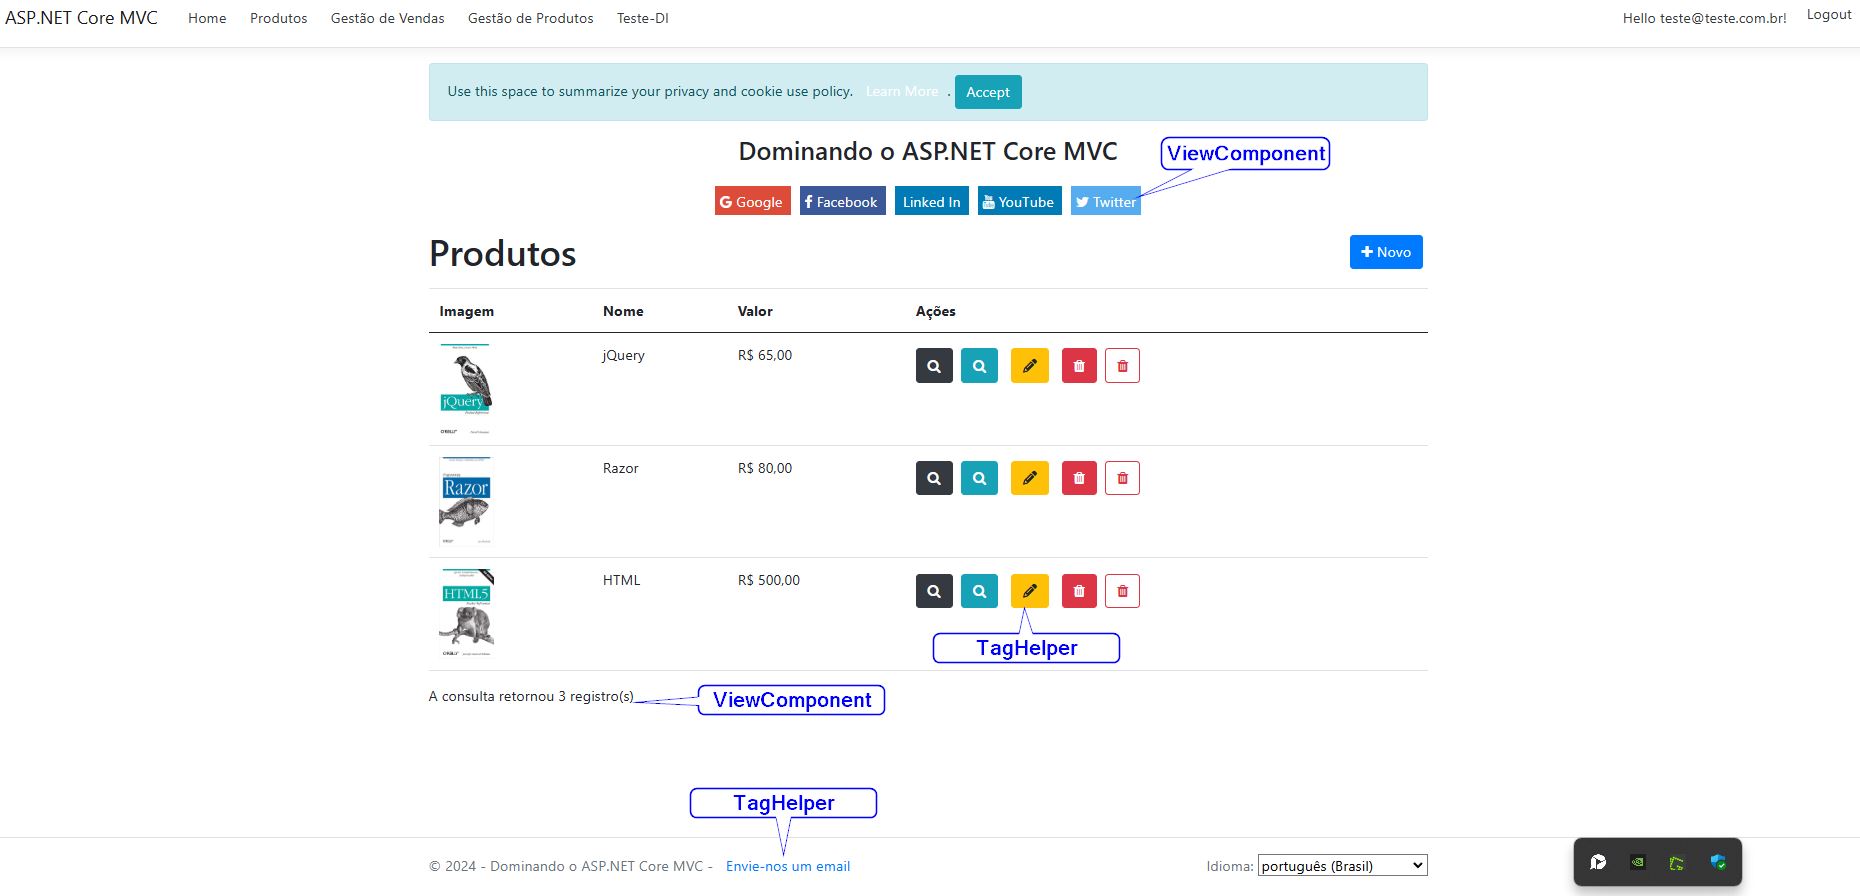 ASP.NET Core MVC Home Produtos Gestão de Vendas Gestão de Produtos Teste-DI Hello teste@teste.com.br! Logout
Use this space to summarize your privacy and cookie use policy. Learn More . Accept
Dominando o ASP.NET Core MVC
ViewComponent
Google Facebook Linked In YouTube Twitter
Produtos
Novo
Imagem Nome Valor Ações
jQuery R$ 65,00
jQuery
O'REILLY
Razor R$ 80,00
Razor
HTML R$ 500,00
HTML5
O'REILLY
TagHelper
A consulta retornou 3 registro(s)
ViewComponent
TagHelper
© 2024 - Dominando o ASP.NET Core MVC - Envie-nos um email Idioma: português (Brasil)